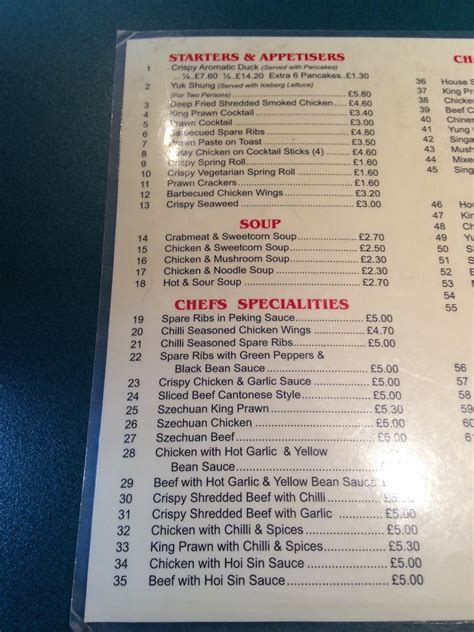 STARTERS & APPETISERS
1 Crispy Aromatic Duck (Served with Pancakes)
... ¼..£7.60 ½..£14.20 Extra 6 Pancakes..£1.30
2 Yuk Shung (Served with Iceberg Lettuce)
(For Two Persons)..................£5.80
3 Deep Fried Shredded Smoked Chicken....£4.60
4 King Prawn Cocktail..................£3.40
5 Prawn Cocktail..................£3.00
6 Barbecued Spare Ribs..................£4.80
7 Prawn Paste on Toast..................£3.50
8 Satay Chicken on Cocktail Sticks (4)....£4.60
9 Crispy Spring Roll..................£1.60
10 Crispy Vegetarian Spring Roll..........£1.60
11 Prawn Crackers..................£1.60
12 Barbecued Chicken Wings..........£3.20
13 Crispy Seaweed..................£3.00
SOUP
14 Crabmeat & Sweetcorn Soup..........£2.70
15 Chicken & Sweetcorn Soup..........£2.50
16 Chicken & Mushroom Soup..........£2.30
17 Chicken & Noodle Soup..........£2.30
18 Hot & Sour Soup..................£2.70
CHEFS SPECIALITIES
19 Spare Ribs in Peking Sauce..........£5.00
20 Chilli Seasoned Chicken Wings..........£4.70
21 Chilli Seasoned Spare Ribs..........£5.00
22 Spare Ribs with Green Peppers &
Black Bean Sauce..........£5.00
23 Crispy Chicken & Garlic Sauce..........£5.00
24 Sliced Beef Cantonese Style..........£5.00
25 Szechuan King Prawn..........£5.30
26 Szechuan Chicken..........£5.00
27 Szechuan Beef..........£5.00
28 Chicken with Hot Garlic & Yellow
Bean Sauce..........£5.00
29 Beef with Hot Garlic & Yellow Bean Sauce
30 Crispy Shredded Beef with Chilli..........
31 Crispy Shredded Beef with Garlic ..........£5.00
32 Chicken with Chilli & Spices..........£5.00
33 King Prawn with Chilli & Spices..........£5.30
34 Chicken with Hoi Sin Sauce..........£5.00
35 Beef with Hoi Sin Sauce..........£5.00
CH
36 House S
37 King Pr
38 Chicken
39 Beef C
40 Chine
41 Yung
42 Singa
43 Mush
44 Mixe
45 Sing
46 Ho
47 King
48 C
49 Yu
50
51
52
53
54
55
56
57
58
59
60
61